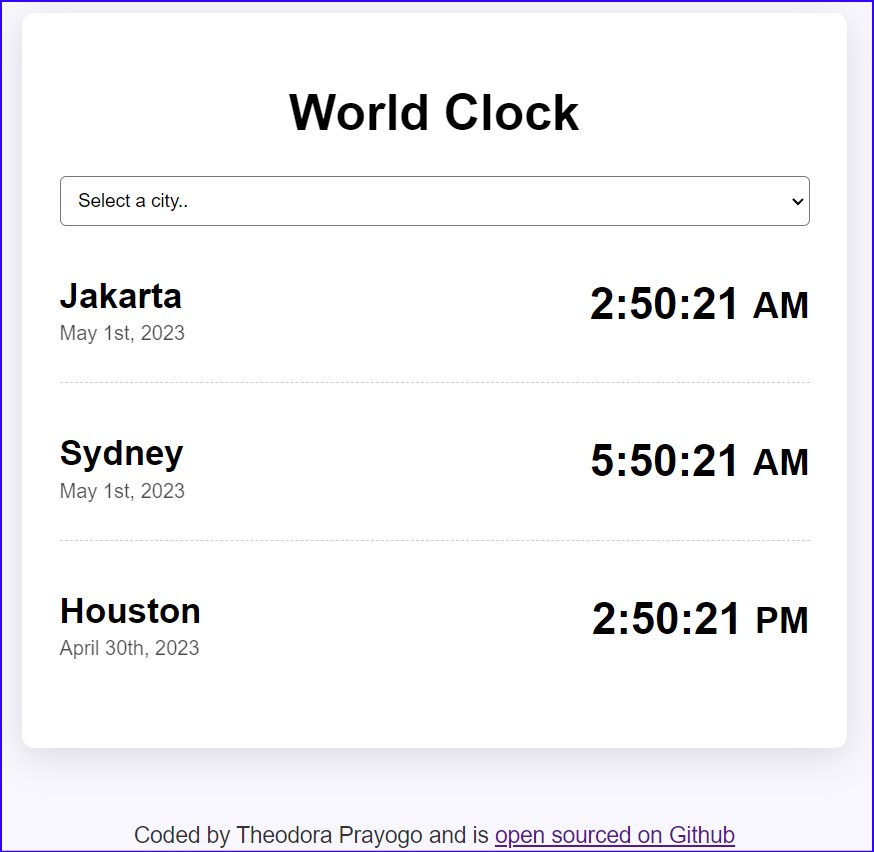 World Clock
Select a city..
Jakarta
2:50:21 AM
May 1st, 2023
Sydney
5:50:21 AM
May 1st, 2023
Houston
2:50:21 PM
April 30th, 2023
Coded by Theodora Prayogo and is open sourced on Github